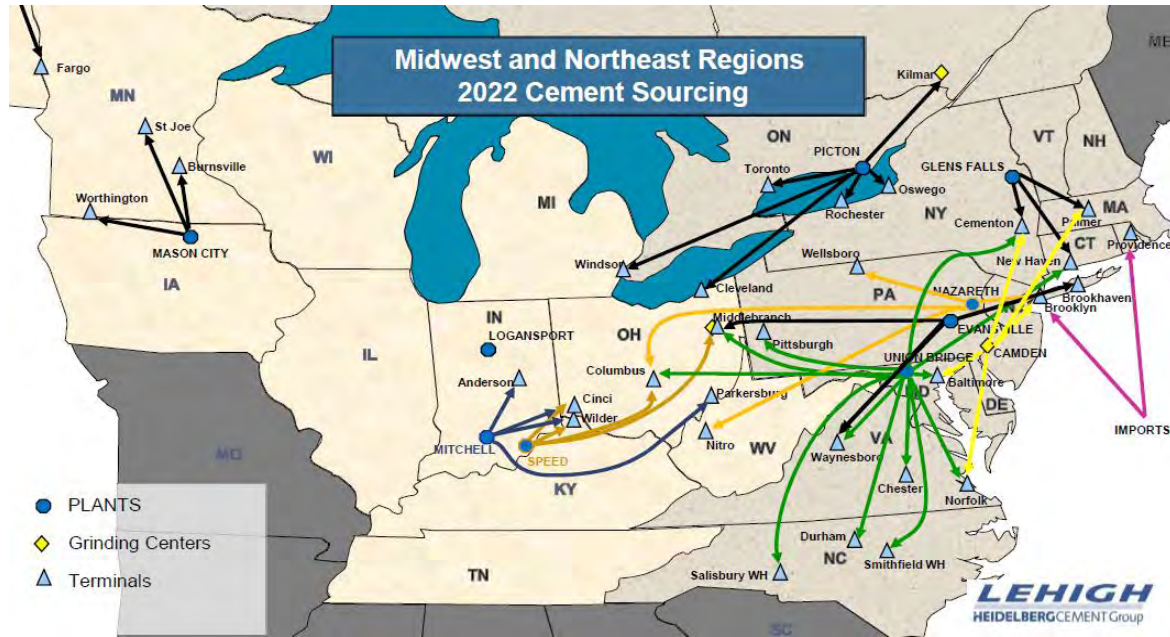 Midwest and Northeast Regions
2022 Cement Sourcing
Fargo
MN
St Joe
Burnsville
Worthington
MASON CITY
IA
WI
MI
IL
MO
IN
LOGANSPORT
Anderson
Cinci
Wilder
MITCHELL
SPEED
KY
TN
OH
Columbus
Middlebranch
Cleveland
Windsor
ON
Toronto
PICTON
Kilmar
Rochester
Oswego
NY
GLENS FALLS
VT
NH
ME
Cementon
Palmer
MA
CT
Providence
New Haven
Wellsboro
PA
NAZARETH
Brookhaven
Brooklyn
EVANSVILLE
Pittsburgh
UNION BRIDGE
CAMDEN
Baltimore
DE
IMPORTS
Parkersburg
Nitro
WV
VA
Waynesboro
Chester
Norfolk
Durham
NC
Smithfield WH
Salisbury WH
SC
PLANTS
Grinding Centers
Terminals
LEHIGH
HEIDELBERGCEMENT Group